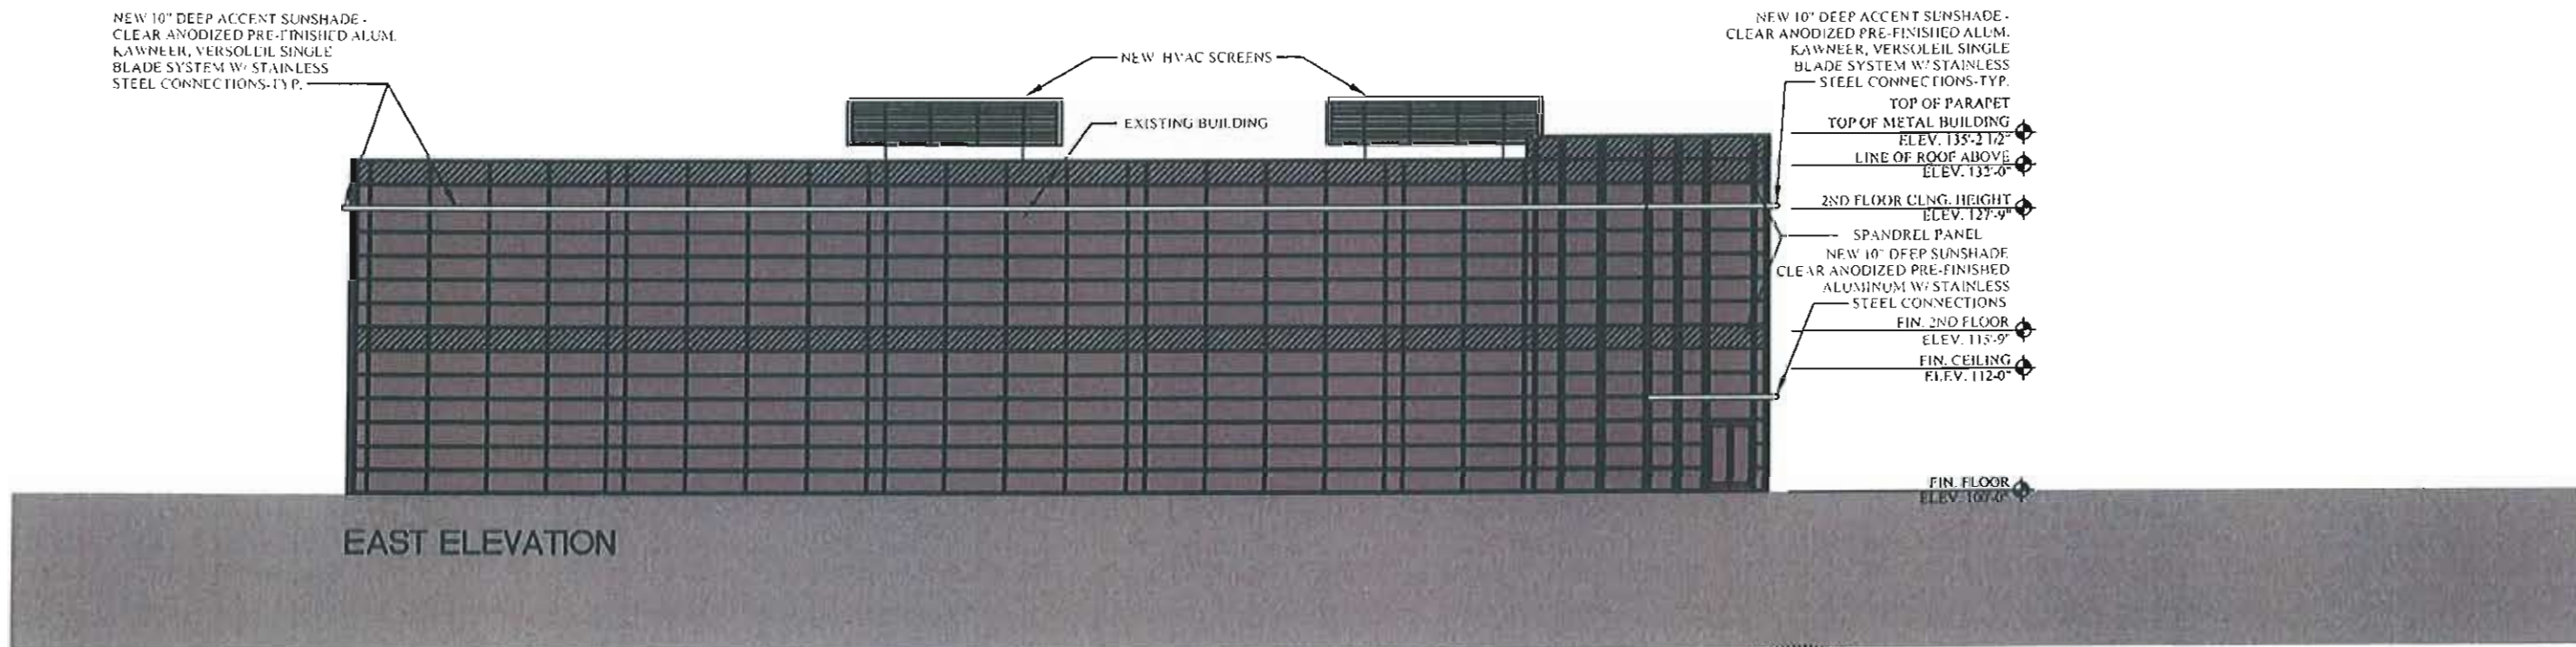 NEW 10" DEEP ACCENT SUNSHADE -
CLEAR ANODIZED PRE-FINISHED ALUM.
KAWNEER, VERSOLEIL SINGLE
BLADE SYSTEM W/ STAINLESS
STEEL CONNECTIONS-TYP.
NEW HVAC SCREENS
EXISTING BUILDING
NEW 10" DEEP ACCENT SUNSHADE -
CLEAR ANODIZED PRE-FINISHED ALUM.
KAWNEER, VERSOLEIL SINGLE
BLADE SYSTEM W/ STAINLESS
STEEL CONNECTIONS-TYP.
TOP OF PARAPET
TOP OF METAL BUILDING
ELEV. 135'-2 1/2"
LINE OF ROOF ABOVE
ELEV. 132'-0"
2ND FLOOR CLNG. HEIGHT
ELEV. 127'-9"
SPANDREL PANEL
NEW 10" DEEP SUNSHADE
CLEAR ANODIZED PRE-FINISHED
ALUMINUM W/ STAINLESS
STEEL CONNECTIONS
FIN. 2ND FLOOR
ELEV. 115'-9"
FIN. CEILING
ELEV. 112'-0"
FIN. FLOOR
ELEV. 100'-0"
EAST ELEVATION